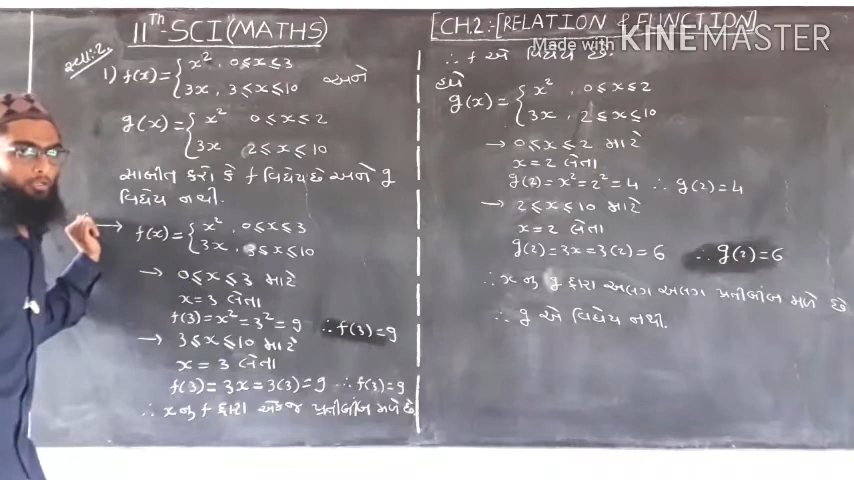 11Th-SCI (MATHS)
સ્વા: 2
1) f(x) = { x² , 0≤x≤3
3x , 3≤x≤10 અને
g(x) = { x² 0≤x≤2
3x 2≤x≤10
સાબીત કરો કે f વિધેય છે અને g
વિધેય નથી.
→ f(x) = { x² , 0≤x≤3
3x , 3≤x≤10
→ 0≤x≤3 માટે
x=3 લેતા
f(3)=x²=3²=9 ∴ f(3)=9
→ 3≤x≤10 માટે
x=3 લેતા
f(3)=3x=3(3)=9 ∴ f(3)=9
∴ x નુ f દ્વારા એકજ પ્રતીબીંબ મળે છે
[CH.2:-[RELATION & FUNCTION]
Made with KINEMASTER
∴ f એ વિધેય છે.
હવે
g(x) = { x² , 0≤x≤2
3x , 2≤x≤10
→ 0≤x≤2 માટે
x=2 લેતા
g(2)=x²=2²=4 ∴ g(2)=4
→ 2≤x≤10 માટે
x=2 લેતા
g(2)=3x=3(2)=6 ∴ g(2)=6
∴ x નુ g દ્વારા અલગ અલગ પ્રતીબીંબ મળે છે
∴ g એ વિધેય નથી.